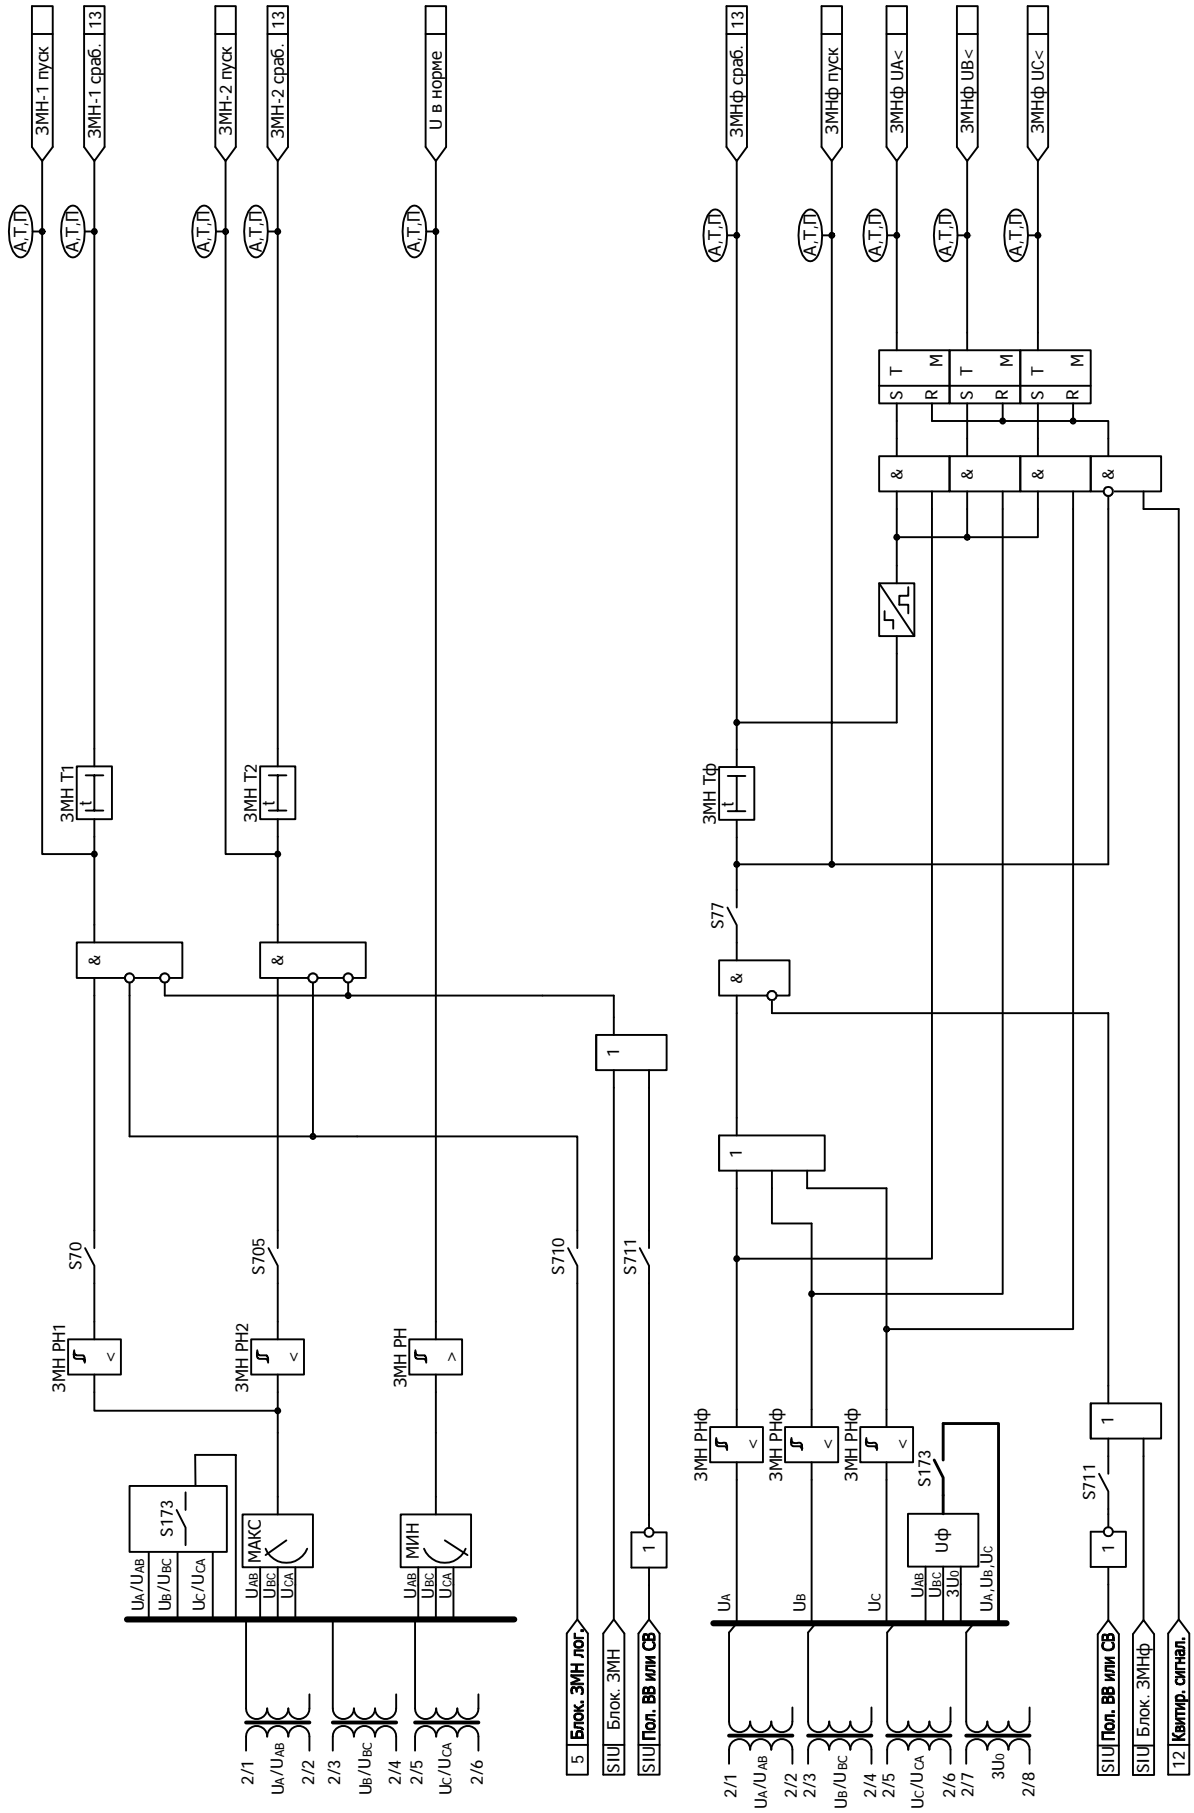 ЗМН-1 пуск
ЗМН-1 сраб. 13
ЗМН-2 пуск
ЗМН-2 сраб. 13
U в норме
А,Т,П
А,Т,П
А,Т,П
А,Т,П
А,Т,П
ЗМН T1
t
ЗМН T2
t
&
&
1
S70
S705
S710
S711
ЗМН РН1
<
ЗМН РН2
<
ЗМН РН
>
S173
МАКС
МИН
UA/UAB
UB/UBC
UC/UCA
UAB
UBC
UCA
UAB
UBC
UCA
1
2/1
UA/UAB
2/2
2/3
UB/UBC
2/4
2/5
UC/UCA
2/6
5 Блок. ЗМН лог.
SIU Блок. ЗМН
SIU Пол. ВВ или СВ
ЗМНф сраб. 13
ЗМНф пуск
ЗМНф UA<
ЗМНф UB<
ЗМНф UC<
А,Т,П
А,Т,П
А,Т,П
А,Т,П
А,Т,П
S T
R M
S T
R M
S T
R M
&
&
&
&
ЗМН Tф
t
S77
&
1
ЗМН РНф
<
ЗМН РНф
<
ЗМН РНф
<
S173
Uф
UA
UB
UC
UAB
UBC
3U0
UA,UB,UC
1
S711
1
2/1
UA/UAB
2/2
2/3
UB/UBC
2/4
2/5
UC/UCA
2/6
2/7
3U0
2/8
SIU Пол. ВВ или СВ
SIU Блок. ЗМНф
12 Квитир. сигнал.